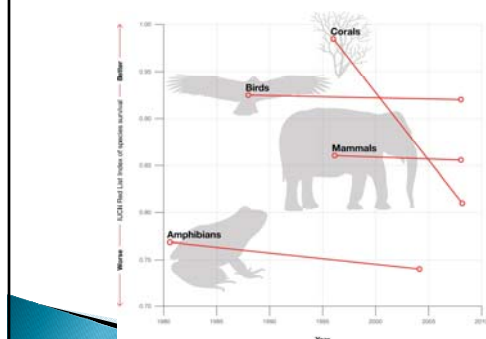 Better
IUCN Red List Index of species survival
Worse
1.00
0.95
0.90
0.85
0.80
0.75
0.70
Corals
Birds
Mammals
Amphibians
1980 1985 1990 1995 2000 2005